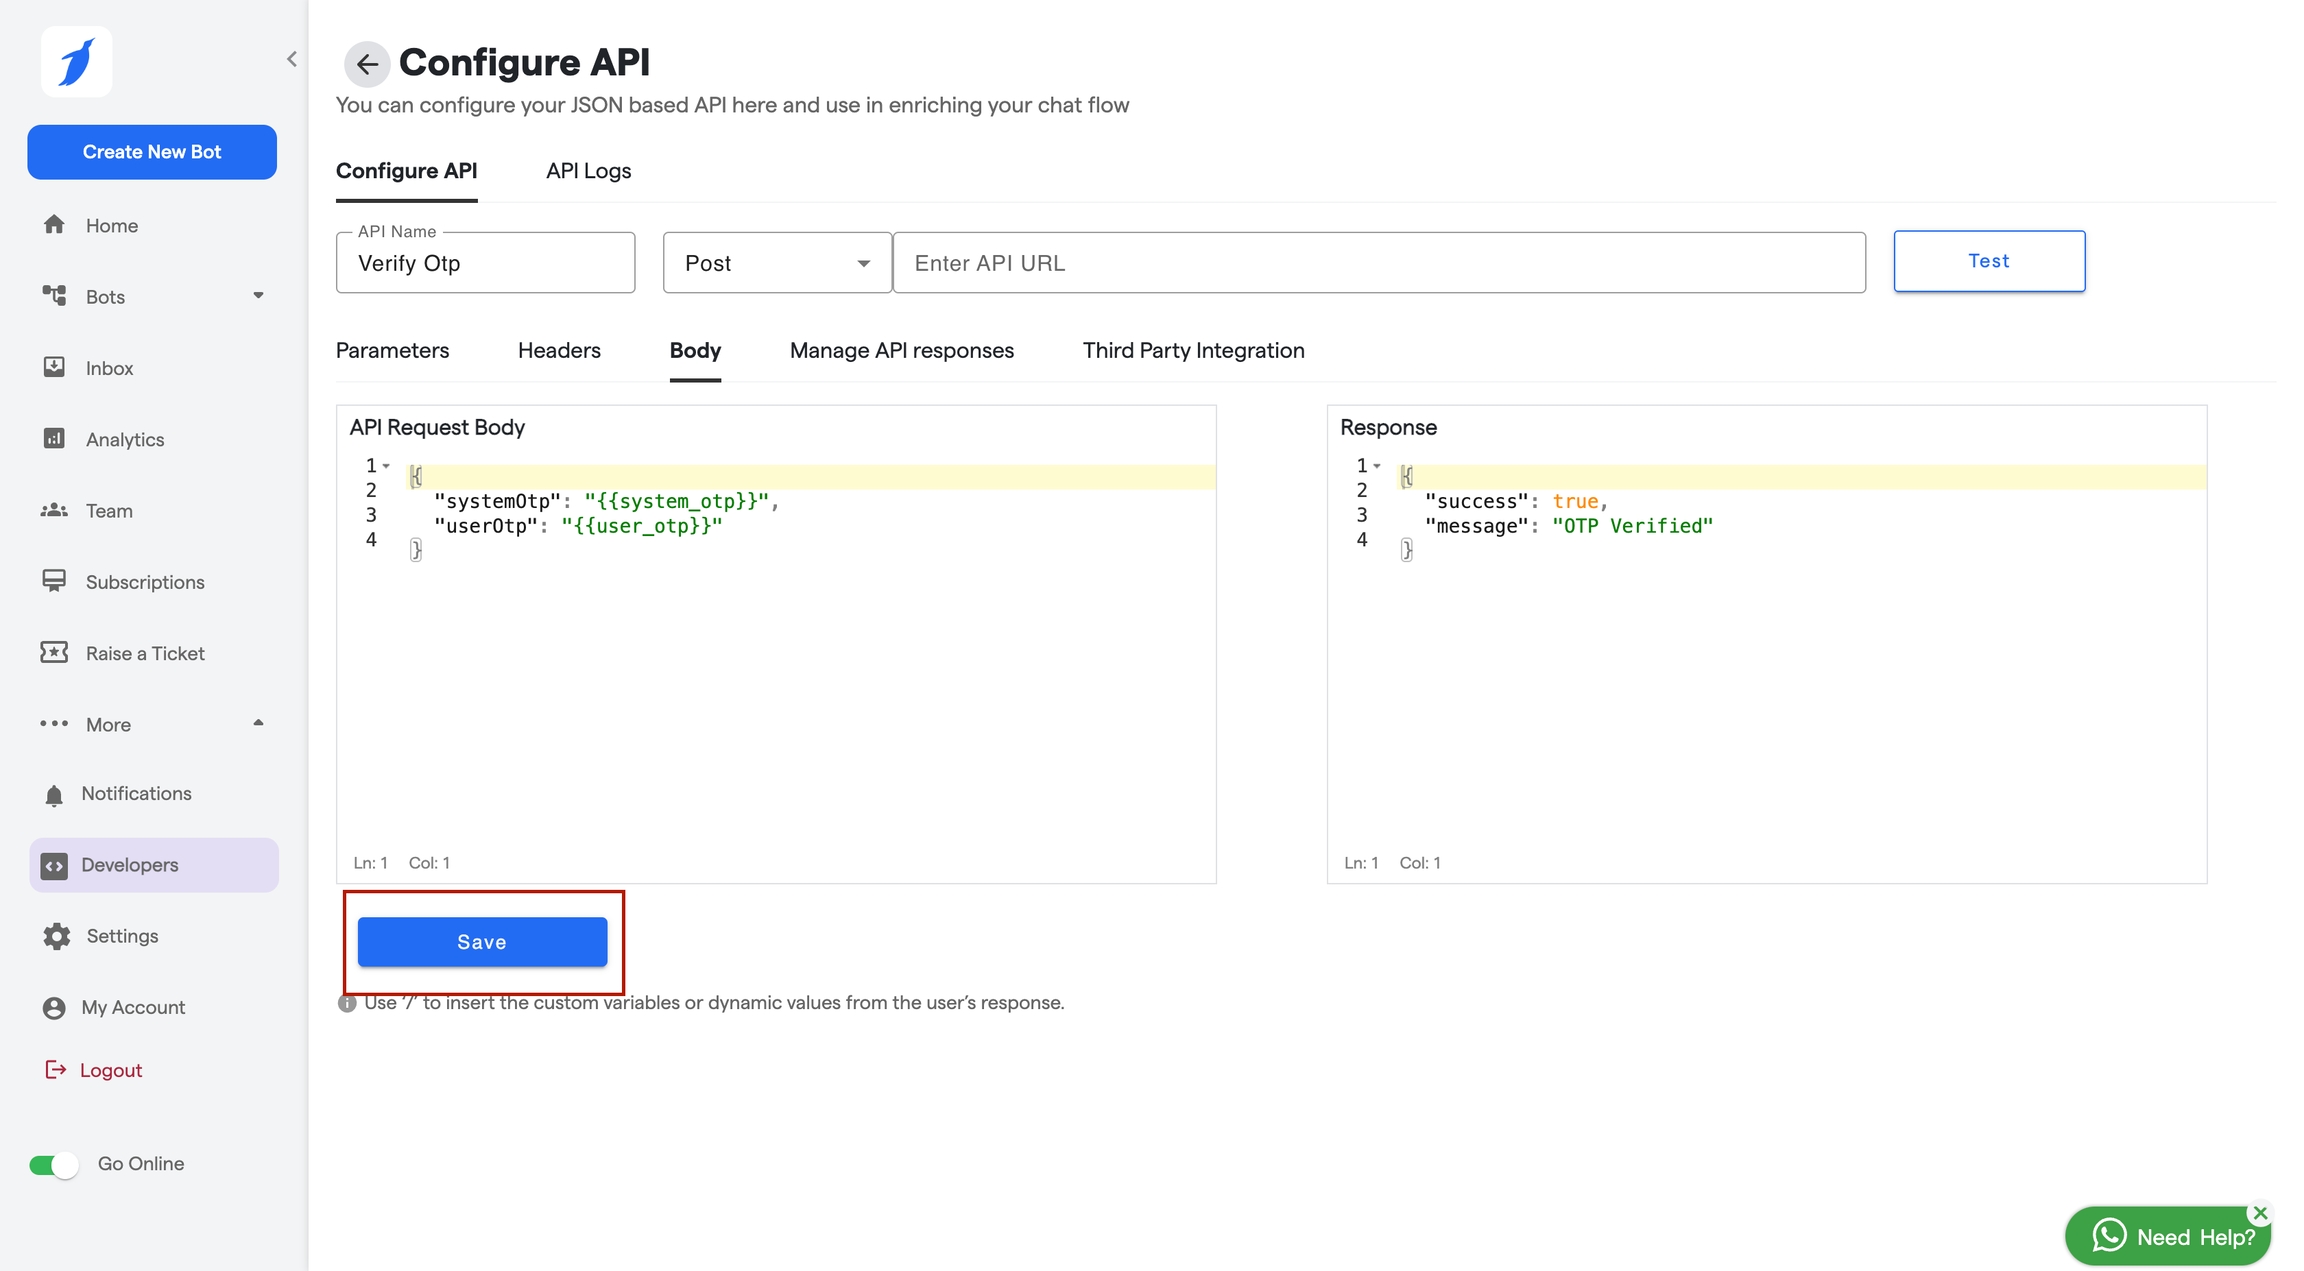 Create New Bot
Home
Bots
Inbox
Analytics
Team
Subscriptions
Raise a Ticket
More
Notifications
Developers
Settings
My Account
Logout
Go Online
Configure API
You can configure your JSON based API here and use in enriching your chat flow
Configure API
API Logs
API Name
Verify Otp
Post
Enter API URL
Test
Parameters
Headers
Body
Manage API responses
Third Party Integration
API Request Body
1 {
2 "systemOtp": "{{system_otp}}",
3 "userOtp": "{{user_otp}}"
4 }
Ln: 1 Col: 1
Response
1 {
2 "success": true,
3 "message": "OTP Verified"
4 }
Ln: 1 Col: 1
Save
Use '/' to insert the custom variables or dynamic values from the user's response.
Need Help?